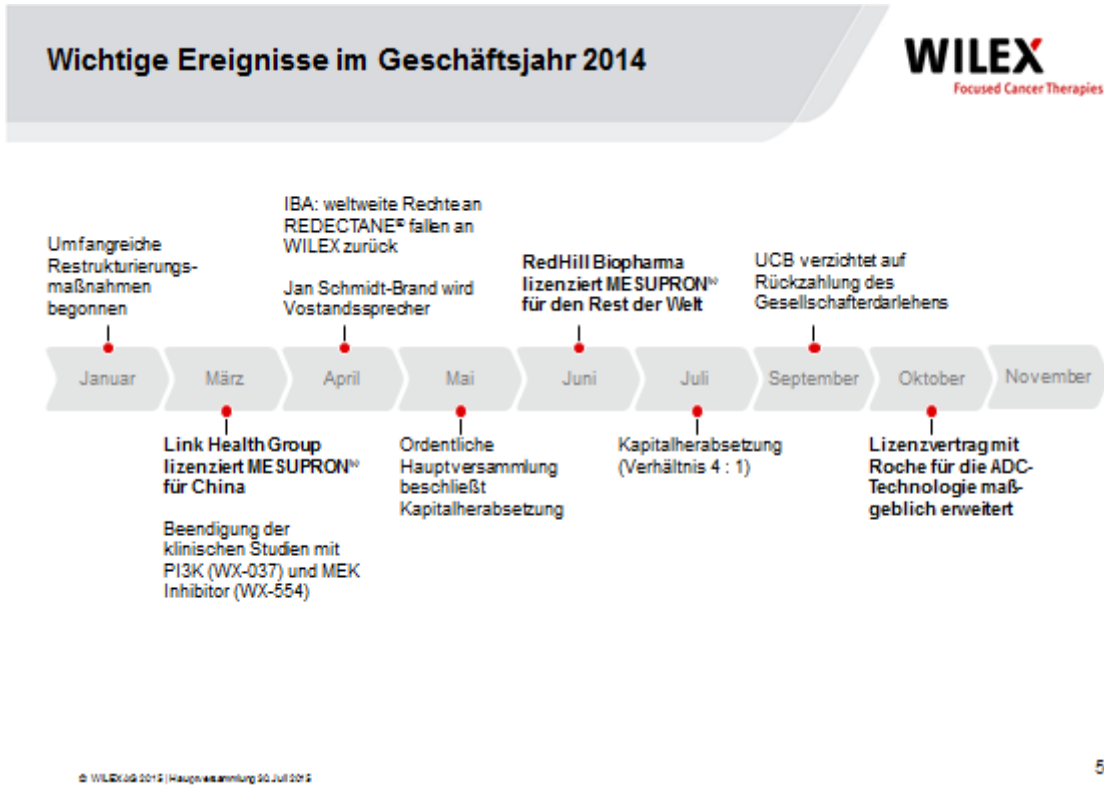 Wichtige Ereignisse im Geschäftsjahr 2014
WILEX
Focused Cancer Therapies
Umfangreiche
Restrukturierungs-
maßnahmen
begonnen
IBA: weltweite Rechte an
REDECTANE® fallen an
WILEX zurück
Jan Schmidt-Brand wird
Vostandssprecher
RedHill Biopharma
lizenziert MESUPRON
für den Rest der Welt
UCB verzichtet auf
Rückzahlung des
Gesellschafterdarlehens
Januar
März
April
Mai
Juni
Juli
September
Oktober
November
Link Health Group
lizenziert MESUPRON
für China
Beendigung der
klinischen Studien mit
PI3K (WX-037) und MEK
Inhibitor (WX-554)
Ordentliche
Hauptversammlung
beschließt
Kapitalherabsetzung
Kapitalherabsetzung
(Verhältnis 4 : 1)
Lizenzvertrag mit
Roche für die ADC-
Technologie maß-
geblich erweitert
© WILEX AG 2015 | Hauptversammlung 30. Juli 2015
5